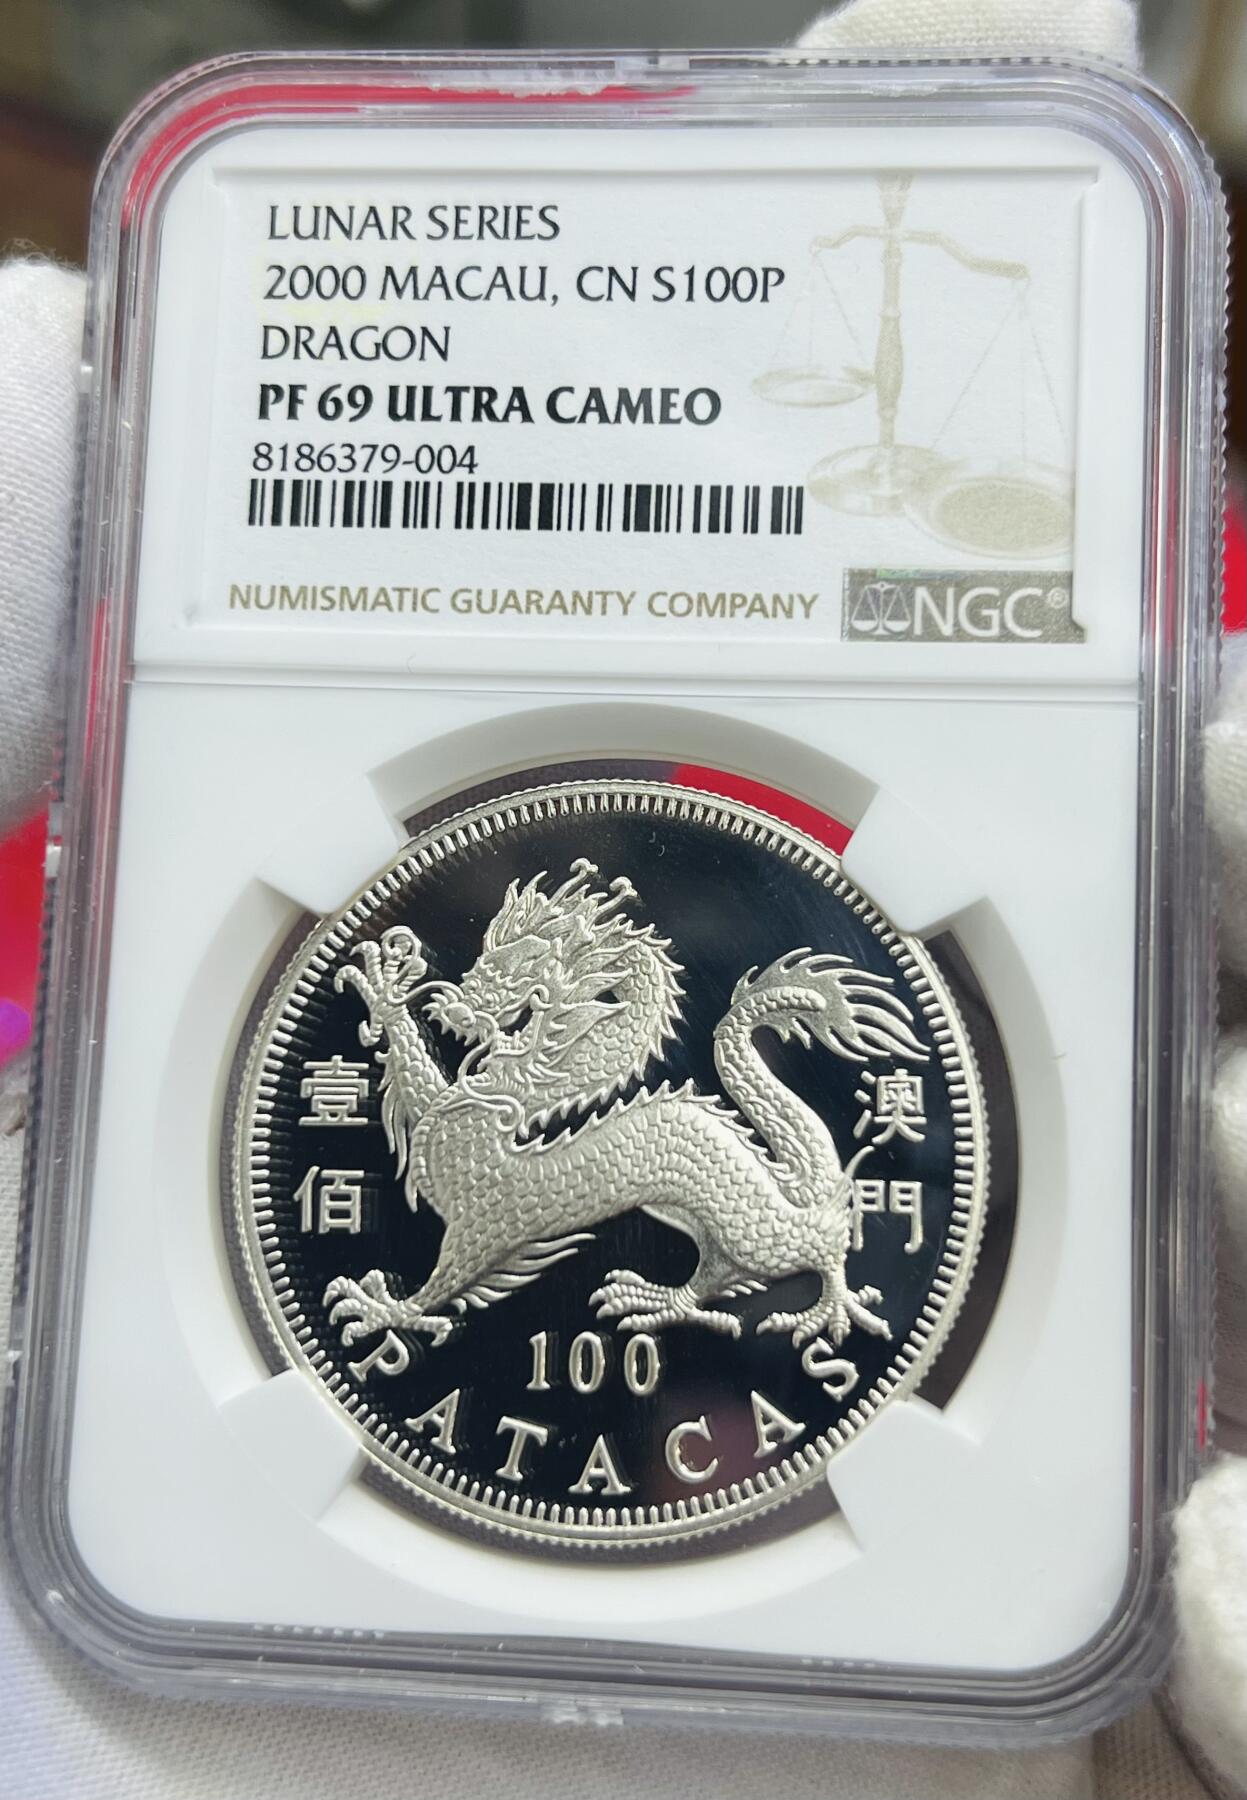 LUNAR SERIES
2000 MACAU, CN S100P
DRAGON
PF 69 ULTRA CAMEO
8186379-004
NUMISMATIC GUARANTY COMPANY
NGC®
壹佰
澳門
100
PATACAS